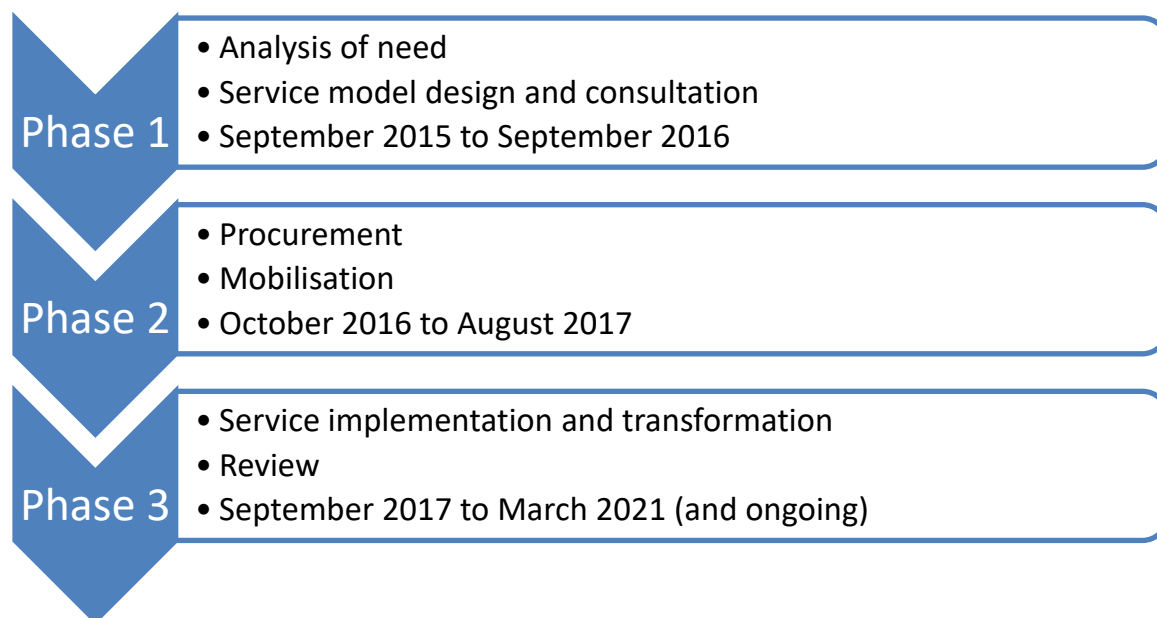 Phase 1
• Analysis of need
• Service model design and consultation
• September 2015 to September 2016
Phase 2
• Procurement
• Mobilisation
• October 2016 to August 2017
Phase 3
• Service implementation and transformation
• Review
• September 2017 to March 2021 (and ongoing)